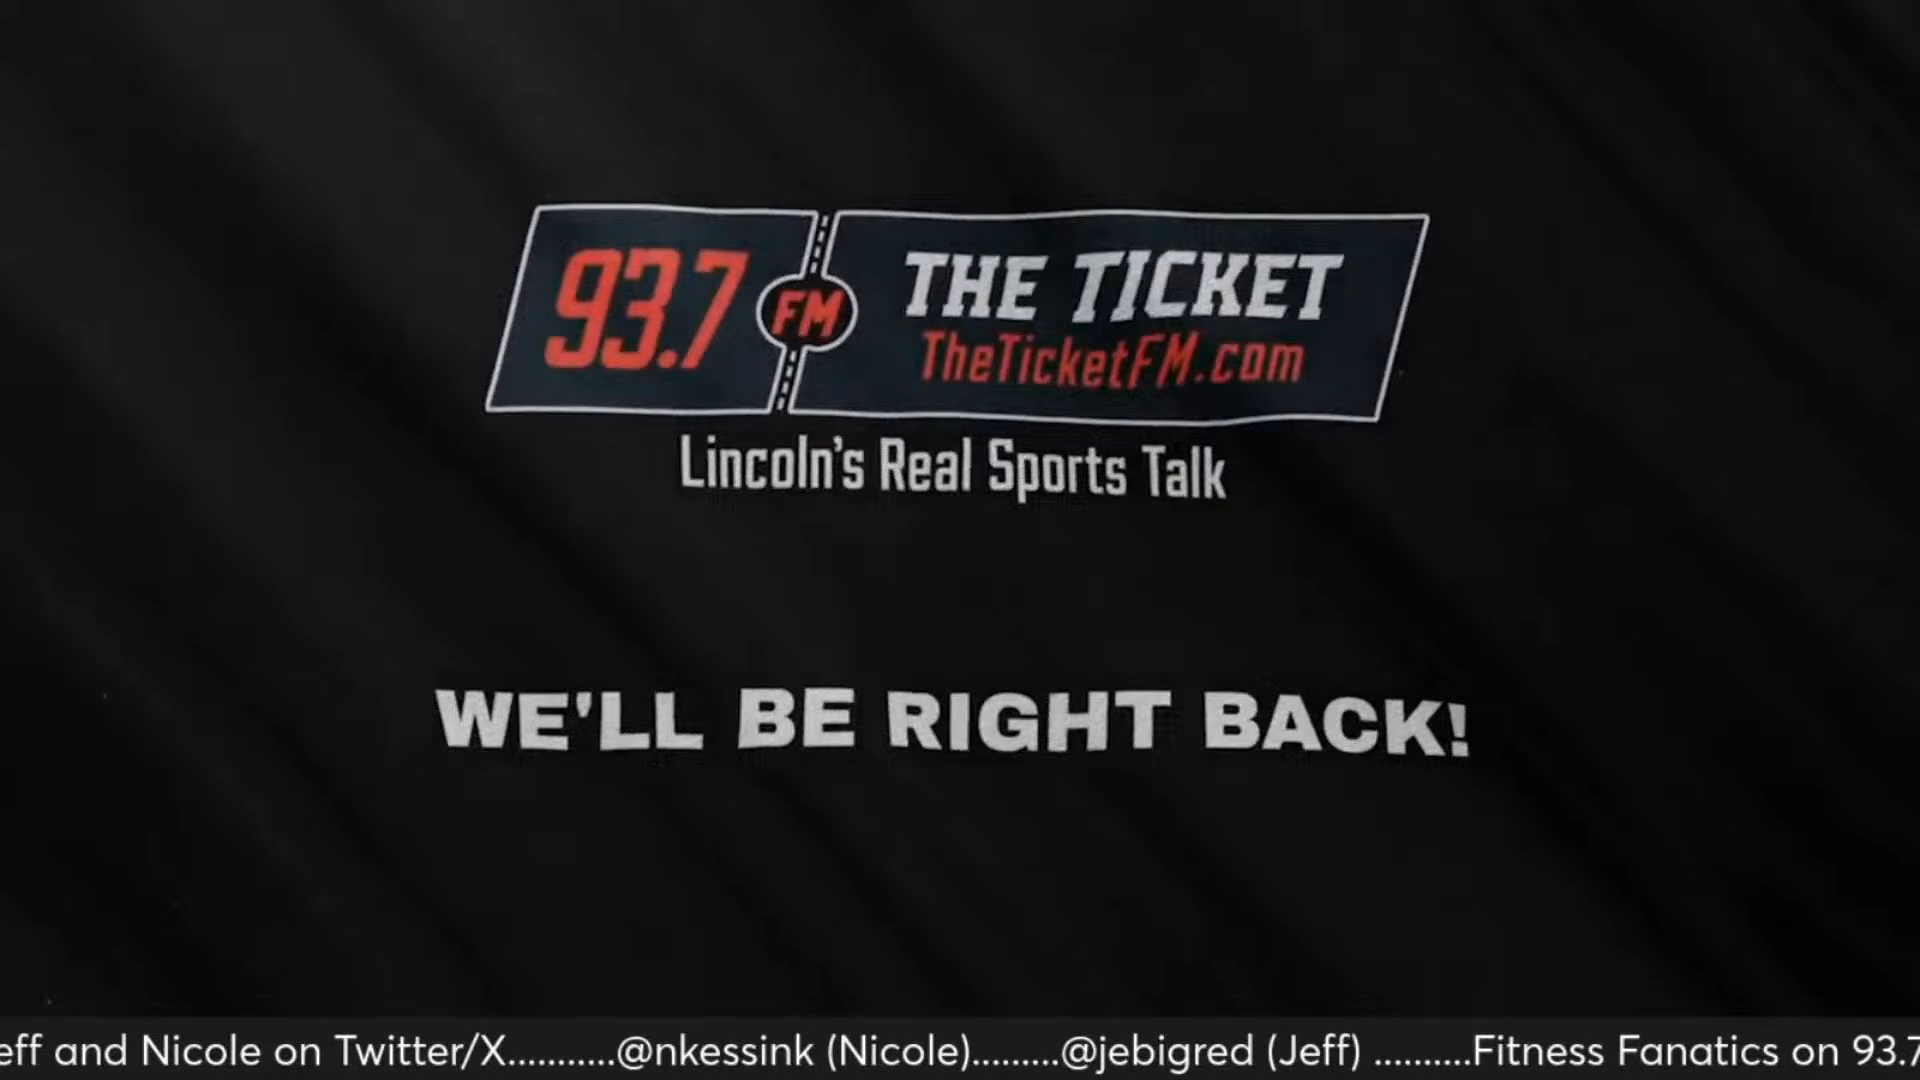 93.7 FM THE TICKET
TheTicketFM.com
Lincoln's Real Sports Talk
WE'LL BE RIGHT BACK!
eff and Nicole on Twitter/X...........@nkessink (Nicole).........@jebigred (Jeff) ..........Fitness Fanatics on 93.7